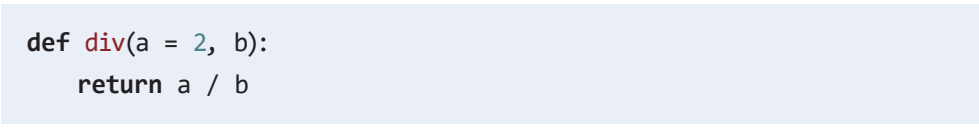 def div(a = 2, b):
    return a / b